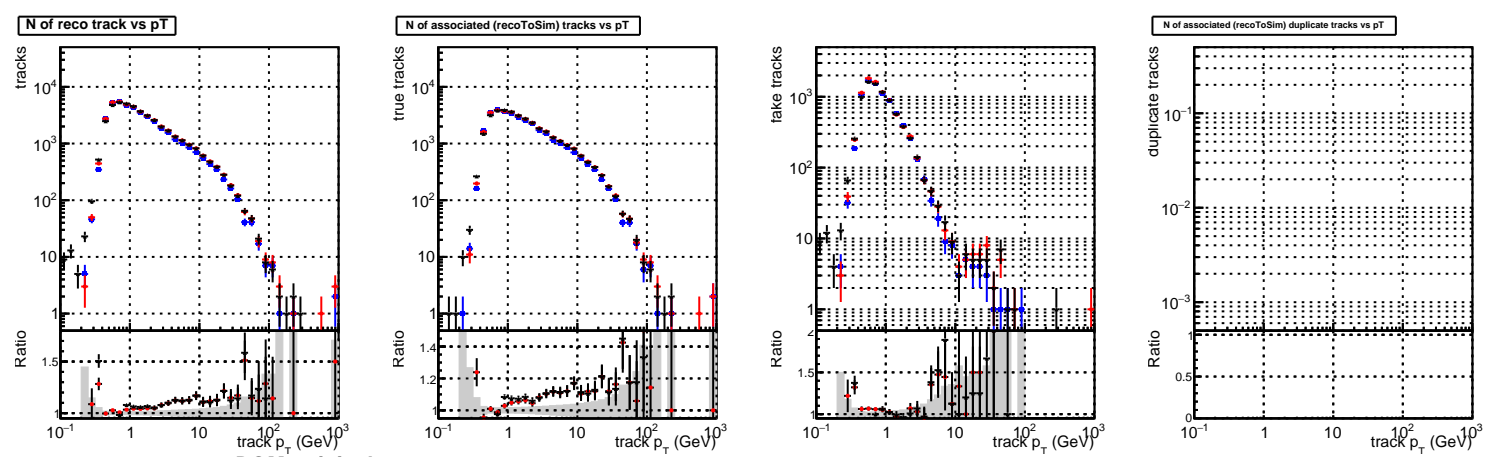 N of reco track vs pT
tracks
10^4
10^3
10^2
10
1
Ratio
1.5
1
10^-1 1 10 10^2 10^3
track p_T (GeV)
N of associated (recoToSim) tracks vs pT
true tracks
10^4
10^3
10^2
10
1
Ratio
1.4
1.2
1
10^-1 1 10 10^2 10^3
track p_T (GeV)
fake tracks
10^3
10^2
10
1
Ratio
2
1.5
1
10^-1 1 10 10^2 10^3
track p_T (GeV)
N of associated (recoToSim) duplicate tracks vs pT
duplicate tracks
10^-1
10^-2
10^-3
Ratio
1
0.5
0
10^-1 1 10 10^2 10^3
track p_T (GeV)